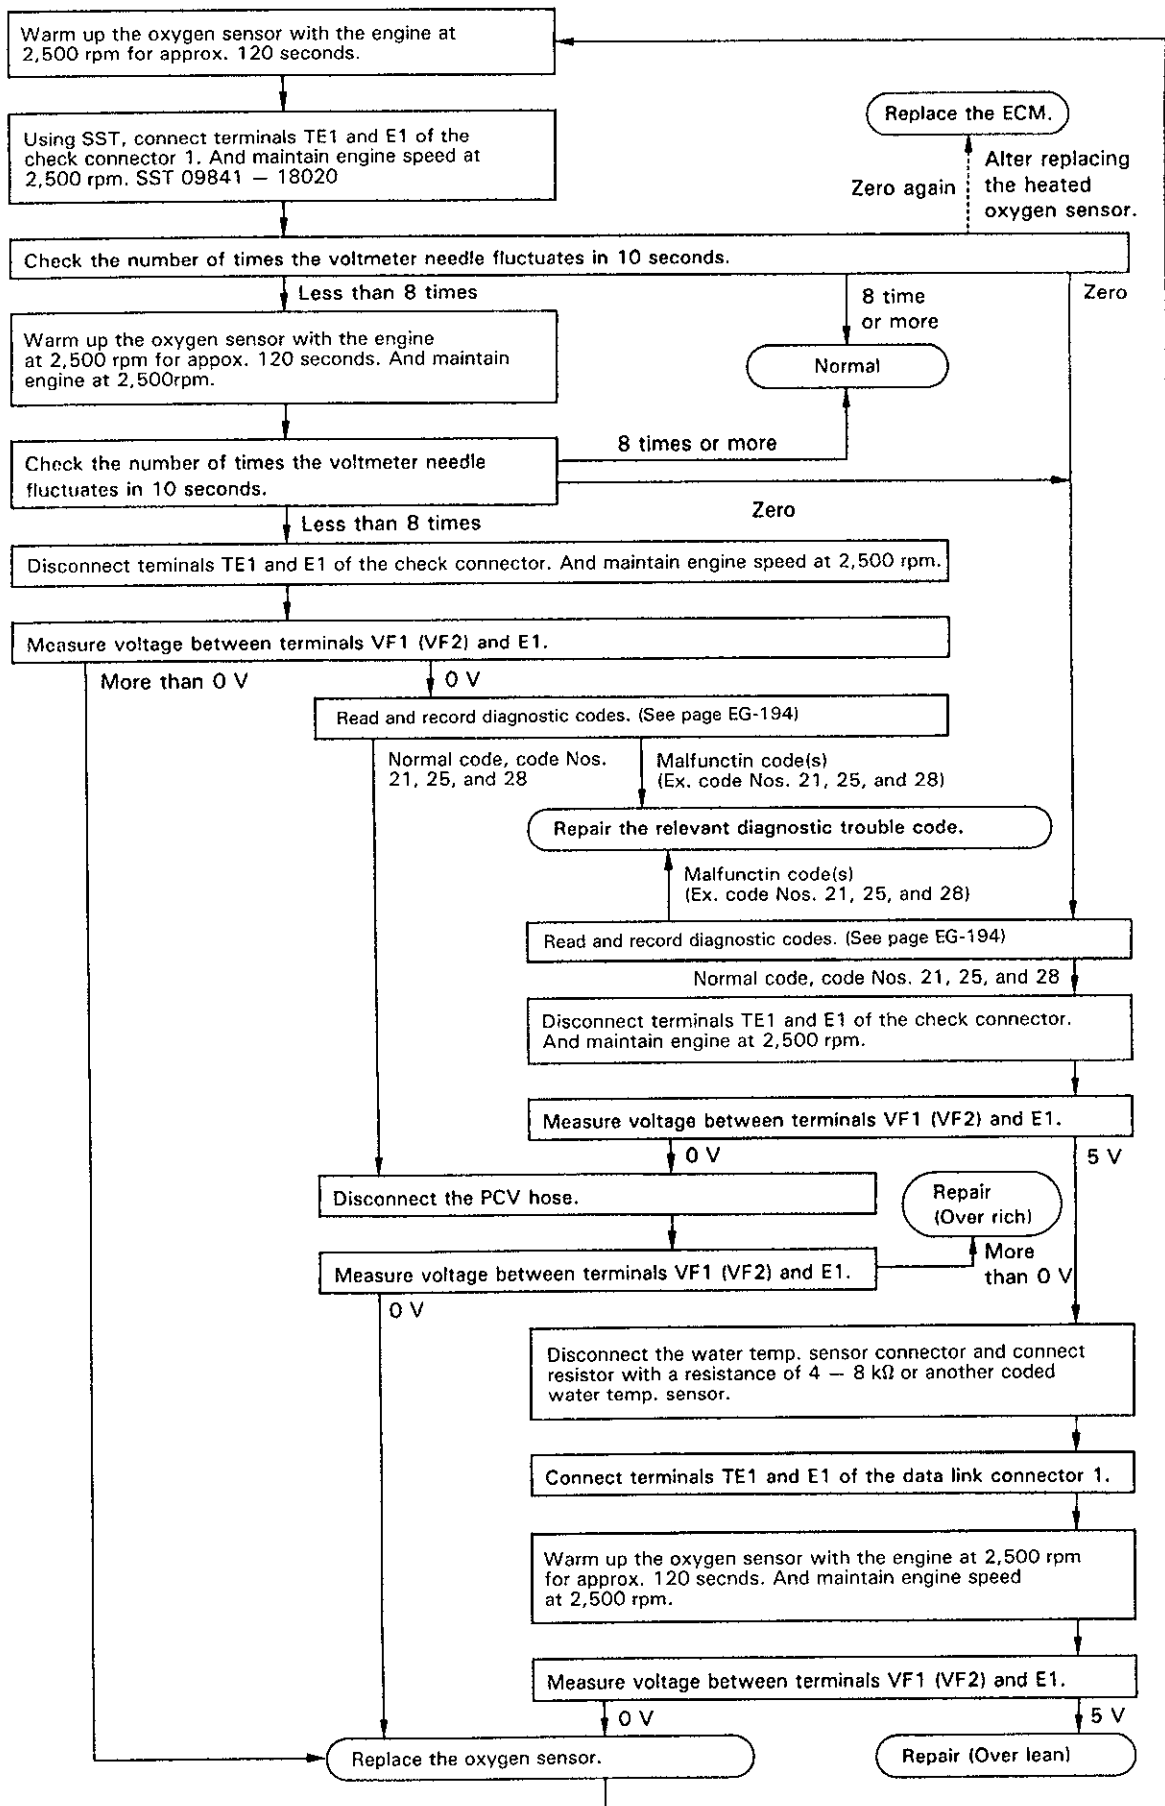 Warm up the oxygen sensor with the engine at
2,500 rpm for approx. 120 seconds.
Replace the ECM.
Using SST, connect terminals TE1 and E1 of the
check connector 1. And maintain engine speed at
2,500 rpm. SST 09841 — 18020
Zero again
Alter replacing
the heated
oxygen sensor.
Check the number of times the voltmeter needle fluctuates in 10 seconds.
Less than 8 times
8 time
or more
Zero
Warm up the oxygen sensor with the engine
at 2,500 rpm for appox. 120 seconds. And maintain
engine at 2,500rpm.
Normal
Check the number of times the voltmeter needle
fluctuates in 10 seconds.
8 times or more
Zero
Less than 8 times
Disconnect teminals TE1 and E1 of the check connector. And maintain engine speed at 2,500 rpm.
Measure voltage between terminals VF1 (VF2) and E1.
More than 0 V
0 V
Read and record diagnostic codes. (See page EG-194)
Normal code, code Nos.
21, 25, and 28
Malfunctin code(s)
(Ex. code Nos. 21, 25, and 28)
Repair the relevant diagnostic trouble code.
Malfunctin code(s)
(Ex. code Nos. 21, 25, and 28)
Read and record diagnostic codes. (See page EG-194)
Normal code, code Nos. 21, 25, and 28
Disconnect terminals TE1 and E1 of the check connector.
And maintain engine at 2,500 rpm.
Measure voltage between terminals VF1 (VF2) and E1.
0 V
5 V
Disconnect the PCV hose.
Repair
(Over rich)
Measure voltage between terminals VF1 (VF2) and E1.
More
than 0 V
0 V
Disconnect the water temp. sensor connector and connect
resistor with a resistance of 4 — 8 kΩ or another coded
water temp. sensor.
Connect terminals TE1 and E1 of the data link connector 1.
Warm up the oxygen sensor with the engine at 2,500 rpm
for approx. 120 secnds. And maintain engine speed
at 2,500 rpm.
Measure voltage between terminals VF1 (VF2) and E1.
0 V
5 V
Replace the oxygen sensor.
Repair (Over lean)